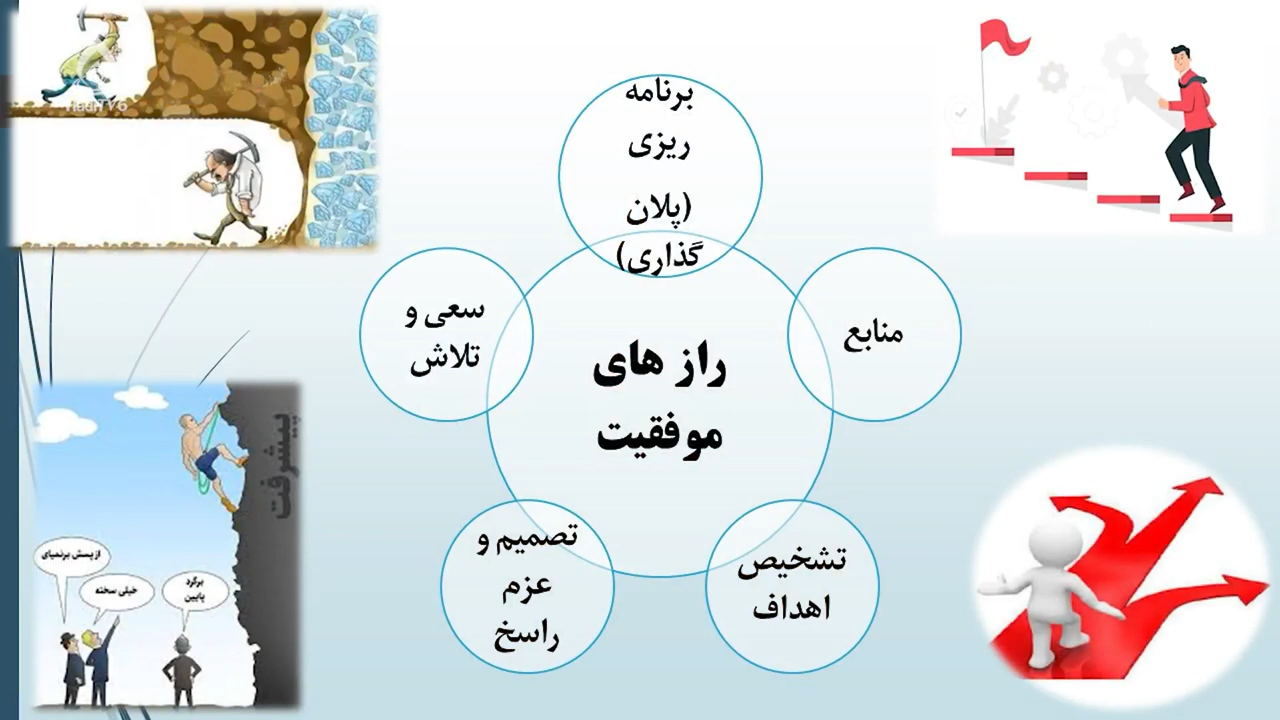 برنامه
ریزی
(پلان
گذاری)
منابع
سعی و
تلاش
راز های
موفقیت
تشخیص
اهداف
تصمیم و
عزم
راسخ
پیشرفت
از پسش برنمیای
خیلی سخته
برگرد
پایین